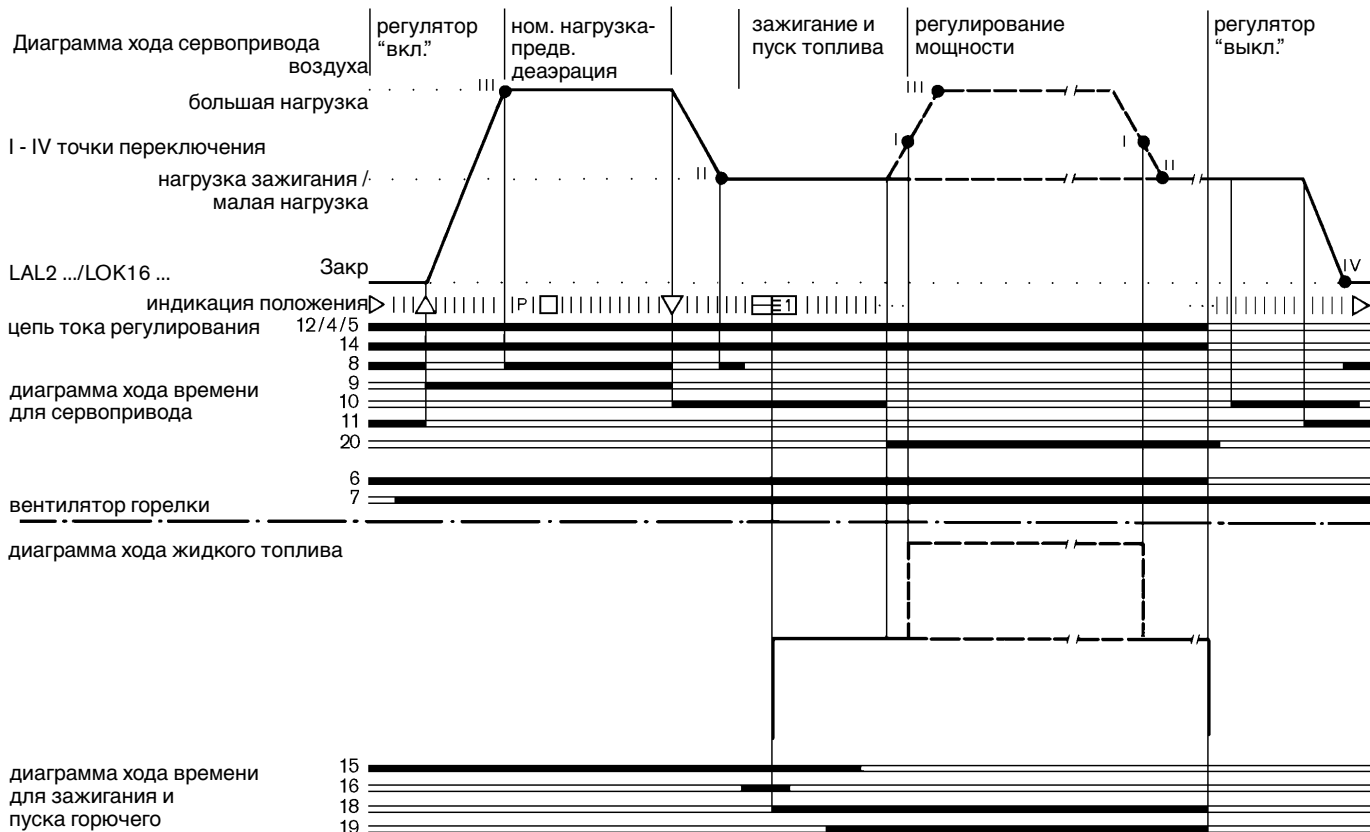 Диаграмма хода сервопривода
воздуха
регулятор
“вкл.”
ном. нагрузка-
предв.
деаэрация
зажигание и
пуск топлива
регулирование
мощности
регулятор
“выкл.”
большая нагрузка
III
III
I - IV точки переключения
I
I
нагрузка зажигания /
малая нагрузка
II
II
LAL2 .../LOK16 ...
Закр
IV
индикация положения
P
1
цепь тока регулирования
12/4/5
14
8
диаграмма хода времени
для сервопривода
9
10
11
20
6
вентилятор горелки
7
диаграмма хода жидкого топлива
диаграмма хода времени
для зажигания и
пуска горючего
15
16
18
19